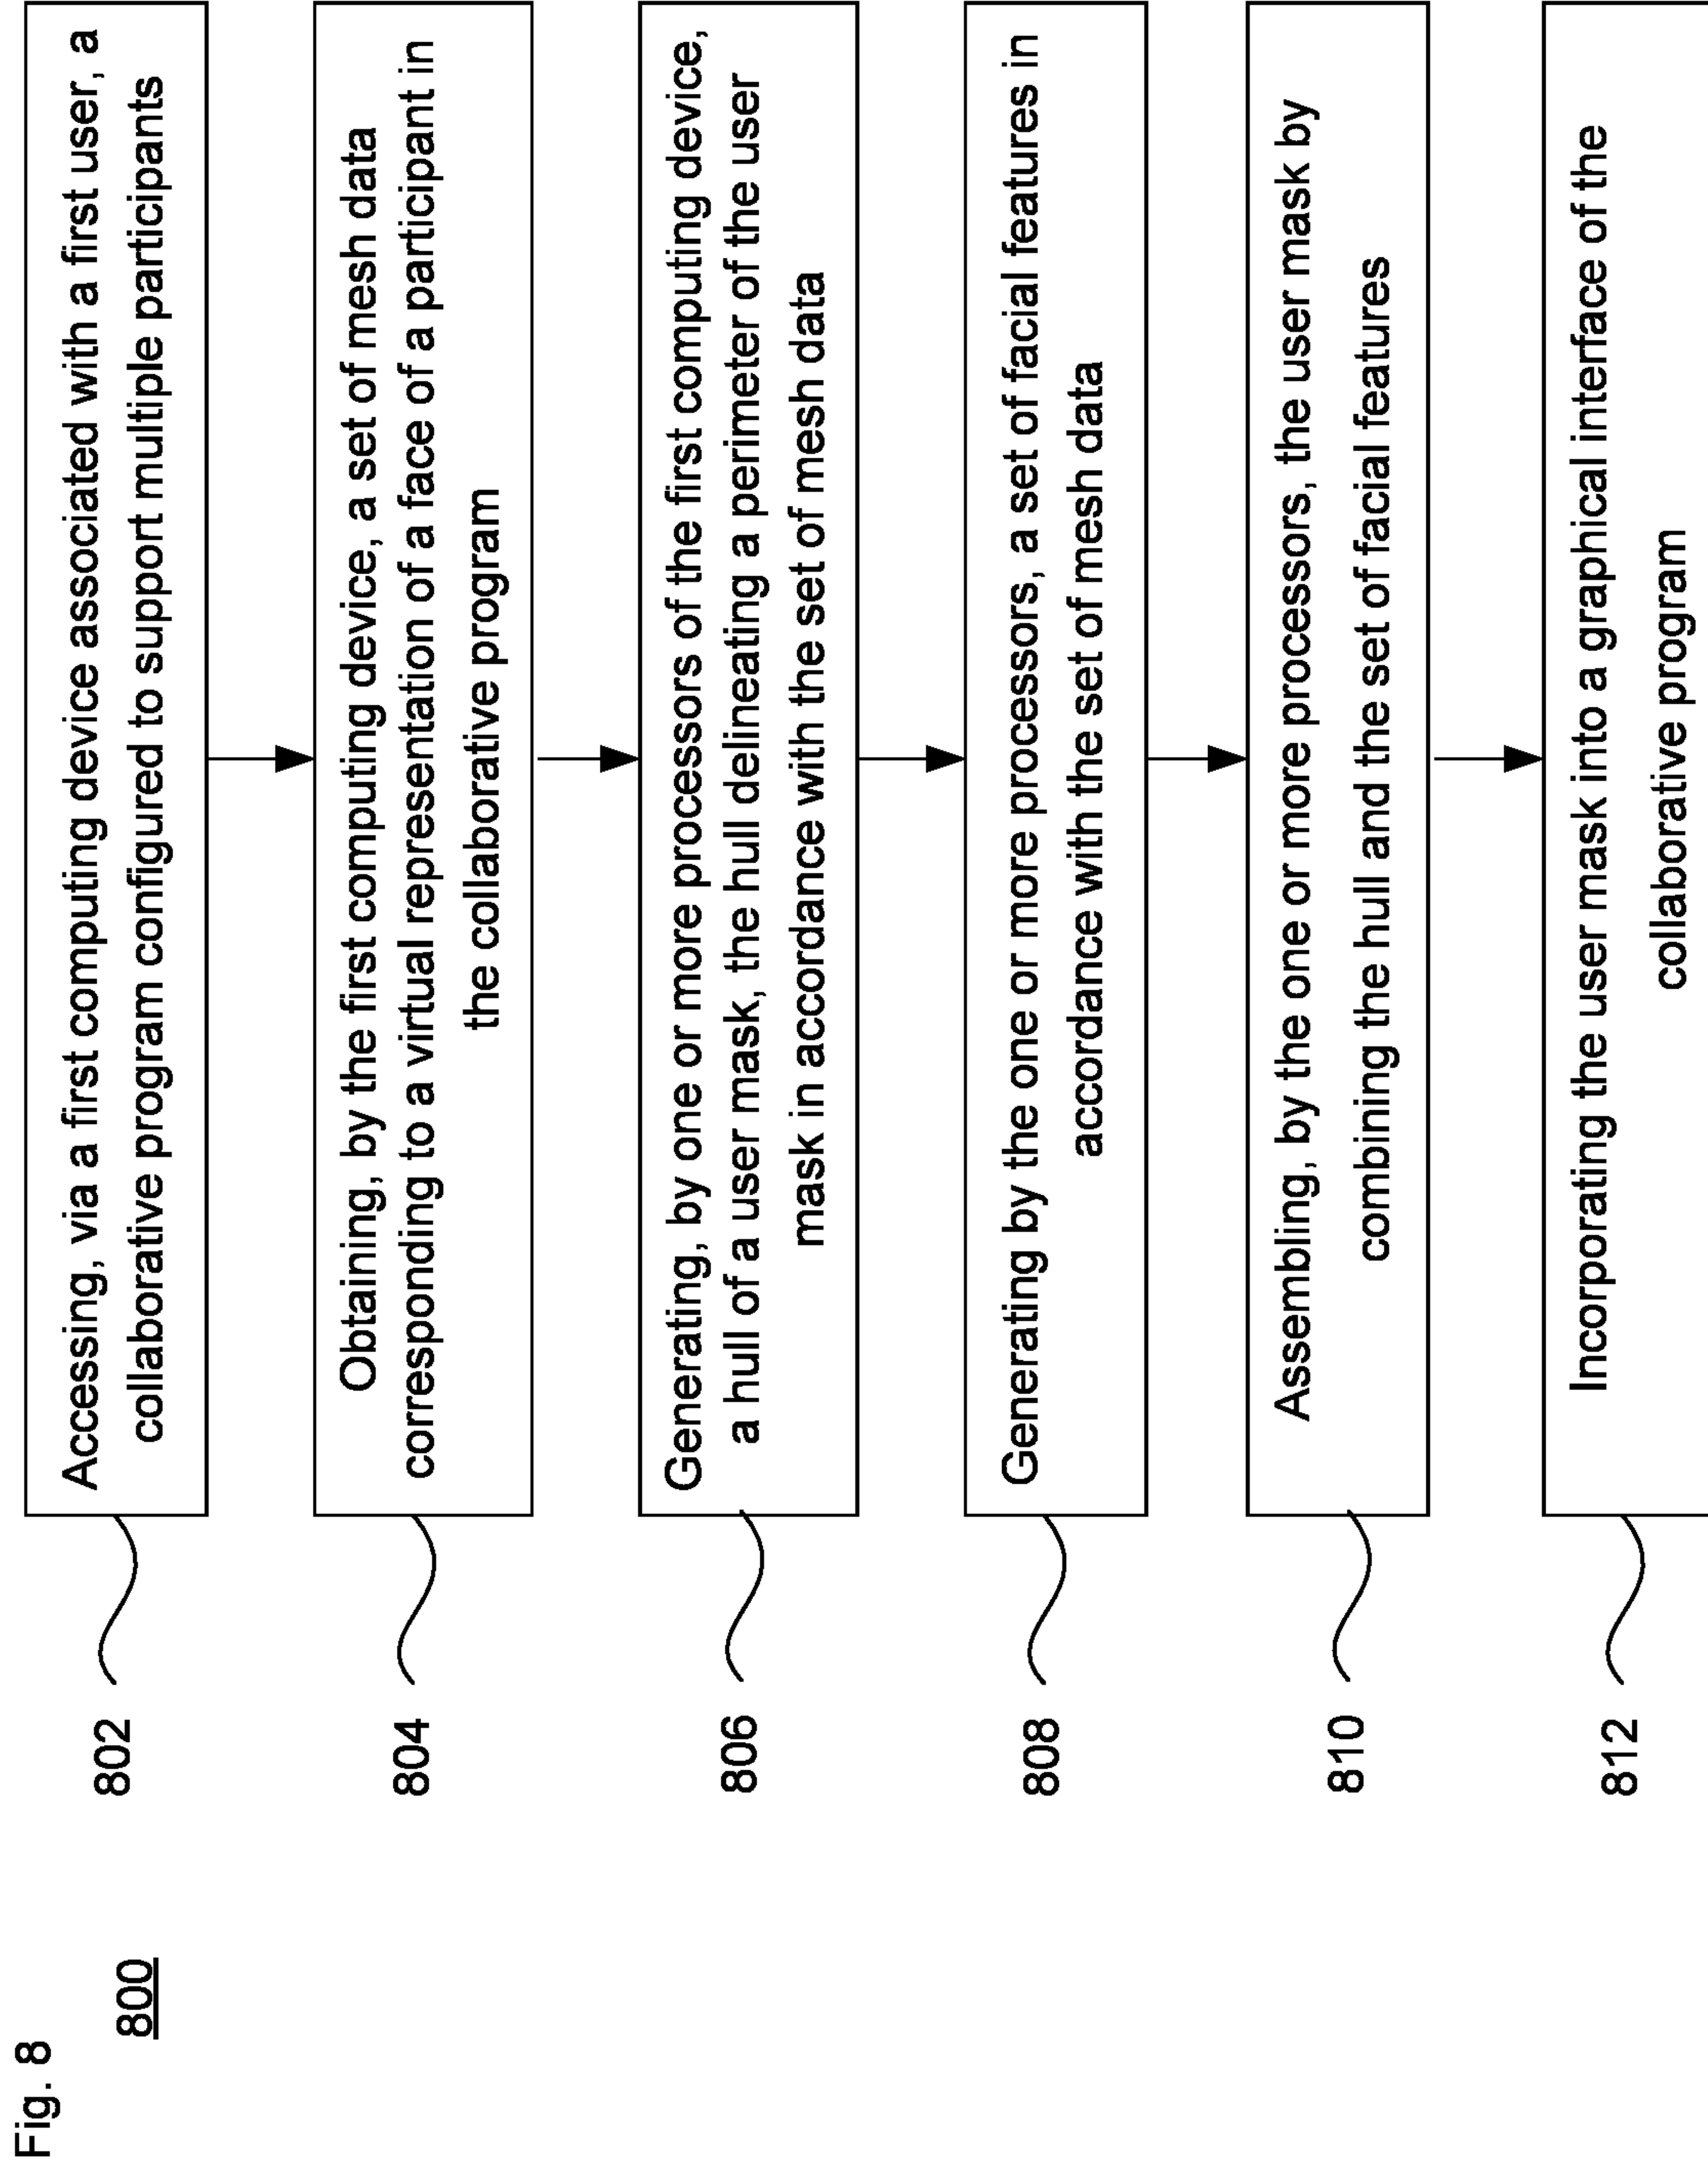 Fig. 8
800
802
Accessing, via a first computing device associated with a first user, a
collaborative program configured to support multiple participants
804
Obtaining, by the first computing device, a set of mesh data
corresponding to a virtual representation of a face of a participant in
the collaborative program
806
Generating, by one or more processors of the first computing device,
a hull of a user mask, the hull delineating a perimeter of the user
mask in accordance with the set of mesh data
808
Generating by the one or more processors, a set of facial features in
accordance with the set of mesh data
810
Assembling, by the one or more processors, the user mask by
combining the hull and the set of facial features
812
Incorporating the user mask into a graphical interface of the
collaborative program